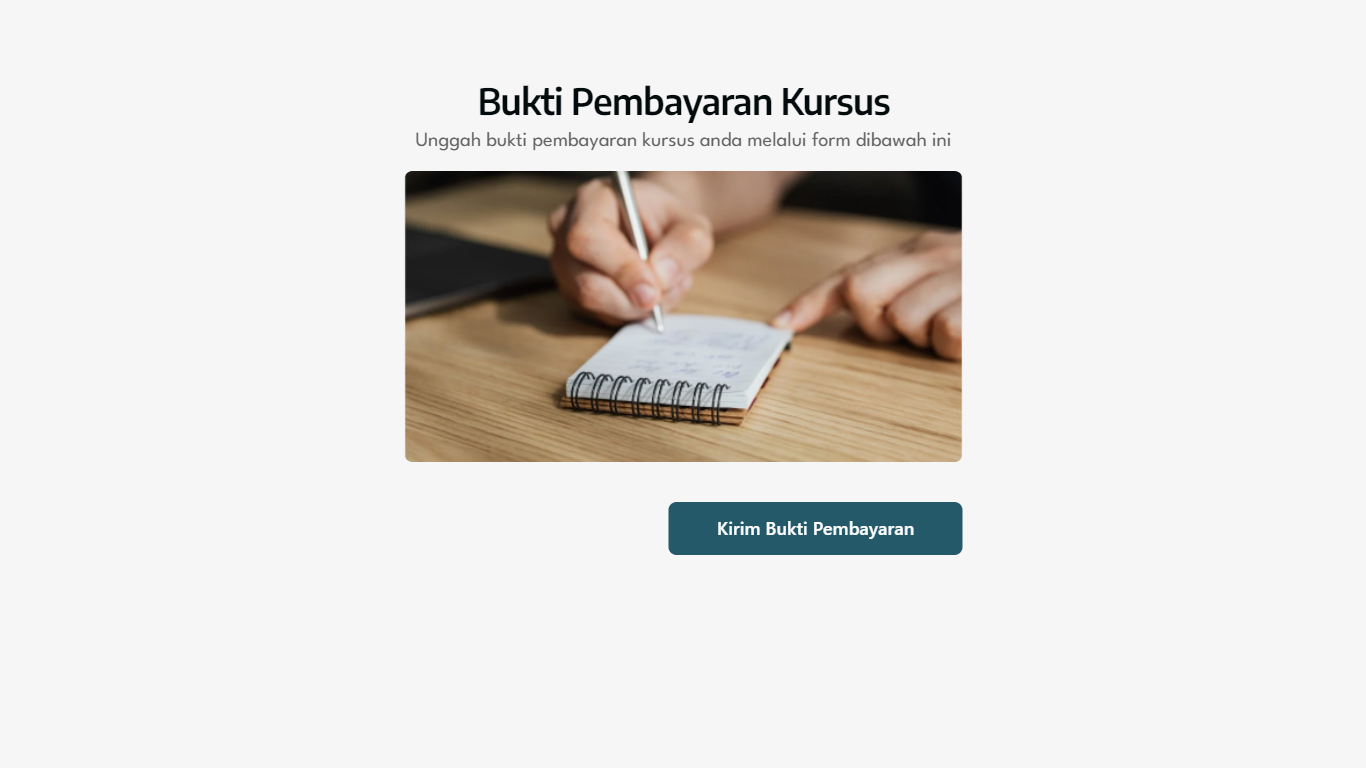 Bukti Pembayaran Kursus
Unggah bukti pembayaran kursus anda melalui form dibawah ini
Kirim Bukti Pembayaran